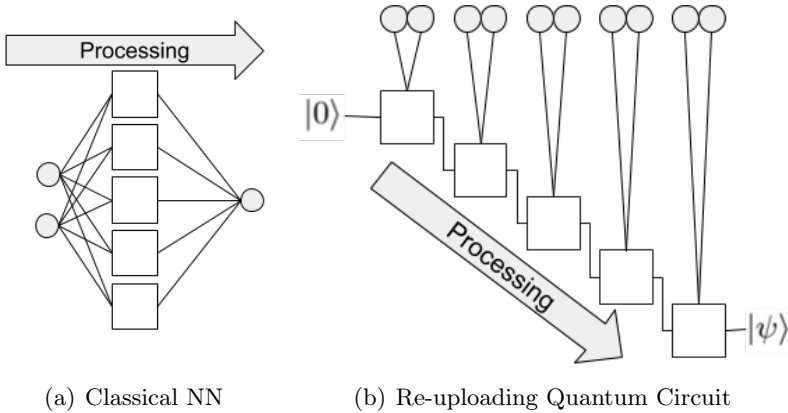 Processing
|0⟩
Processing
|ψ⟩
(a) Classical NN
(b) Re-uploading Quantum Circuit